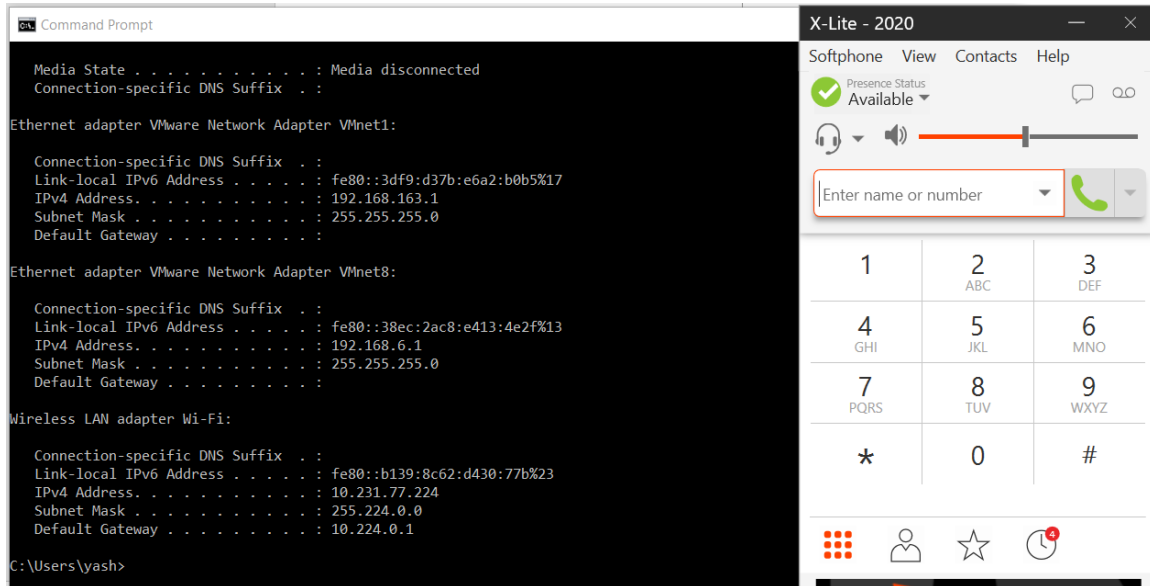 Command Prompt
Media State . . . . . . . . . . . : Media disconnected
Connection-specific DNS Suffix  . :
Ethernet adapter VMware Network Adapter VMnet1:
Connection-specific DNS Suffix  . :
Link-local IPv6 Address . . . . . : fe80::3df9:d37b:e6a2:b0b5%17
IPv4 Address. . . . . . . . . . . : 192.168.163.1
Subnet Mask . . . . . . . . . . . : 255.255.255.0
Default Gateway . . . . . . . . . :
Ethernet adapter VMware Network Adapter VMnet8:
Connection-specific DNS Suffix  . :
Link-local IPv6 Address . . . . . : fe80::38ec:2ac8:e413:4e2f%13
IPv4 Address. . . . . . . . . . . : 192.168.6.1
Subnet Mask . . . . . . . . . . . : 255.255.255.0
Default Gateway . . . . . . . . . :
Wireless LAN adapter Wi-Fi:
Connection-specific DNS Suffix  . :
Link-local IPv6 Address . . . . . : fe80::b139:8c62:d430:77b%23
IPv4 Address. . . . . . . . . . . : 10.231.77.224
Subnet Mask . . . . . . . . . . . : 255.224.0.0
Default Gateway . . . . . . . . . : 10.224.0.1
C:\Users\yash>
X-Lite - 2020
Softphone View Contacts Help
Presence Status
Available
Enter name or number
1 2 3
ABC DEF
4 5 6
GHI JKL MNO
7 8 9
PQRS TUV WXYZ
* 0 #
4